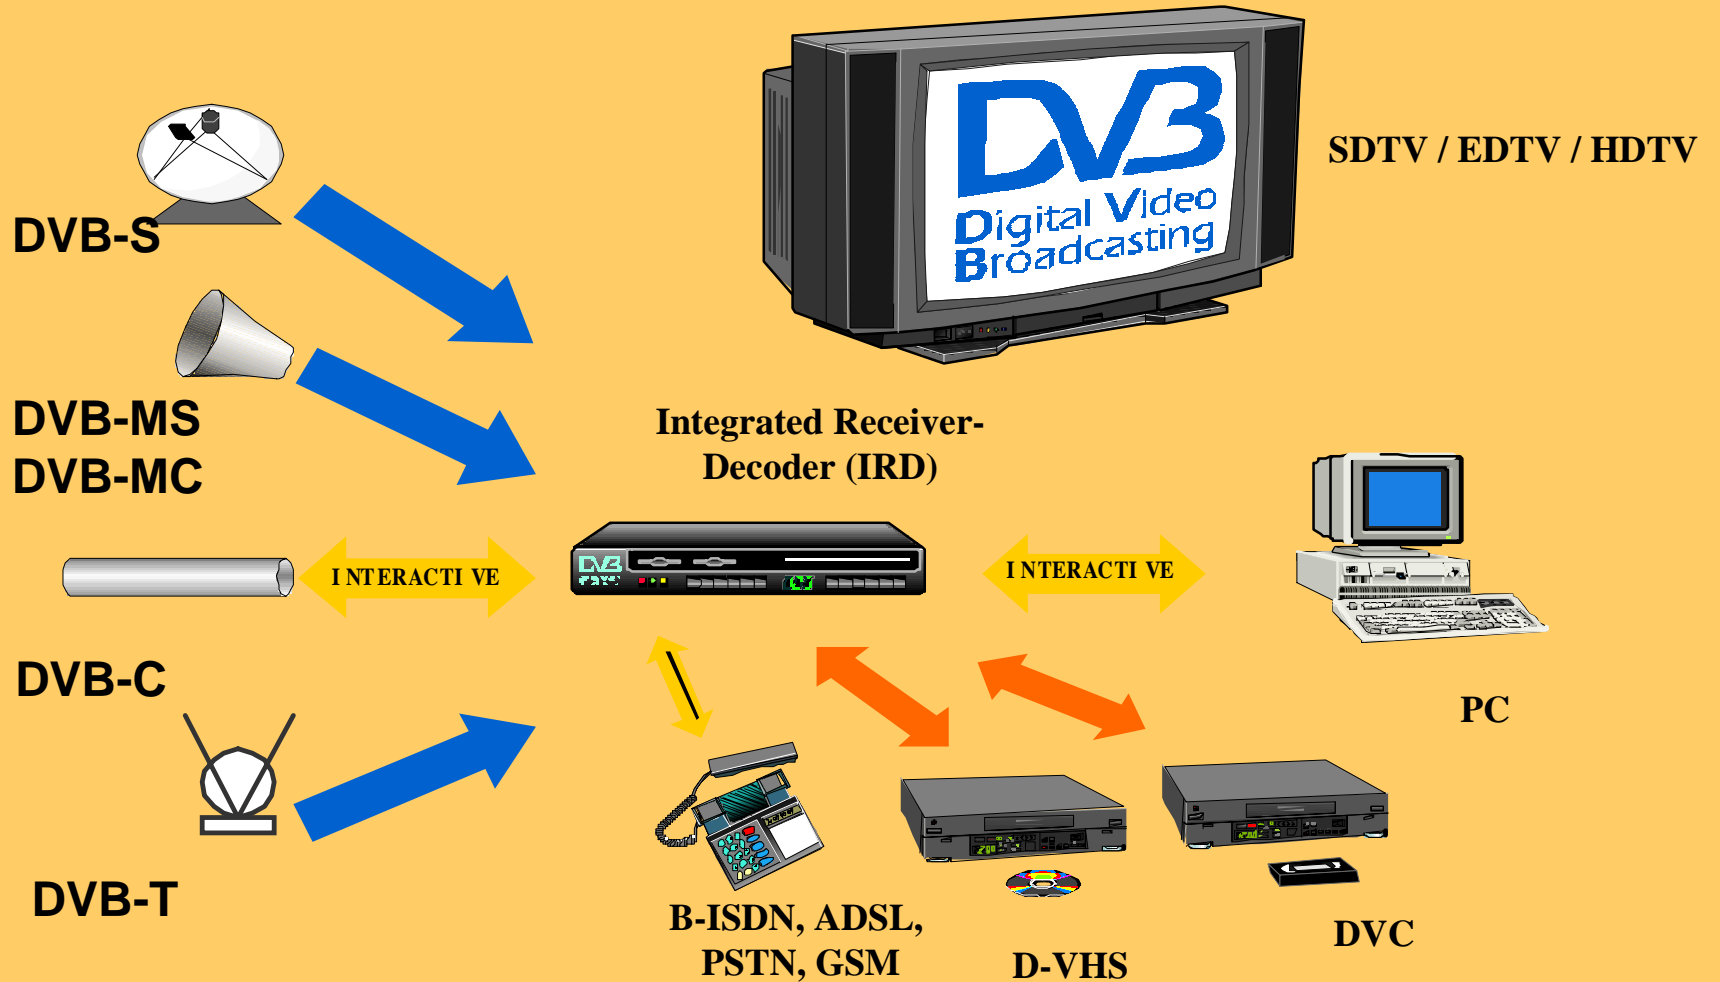 DVB
Digital Video
Broadcasting
SDTV / EDTV / HDTV
DVB-S
DVB-MS
DVB-MC
Integrated Receiver-
Decoder (IRD)
INTERACTIVE
DVB
INTERACTIVE
DVB-C
PC
DVB-T
B-ISDN, ADSL,
PSTN, GSM
D-VHS
DVC